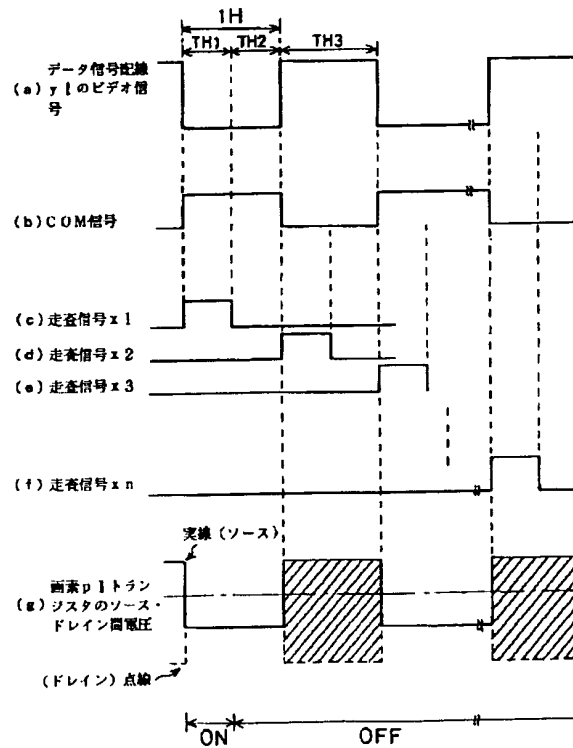 1H
TH1 TH2 TH3
データ信号配線
(a) y1のビデオ信
号
(b) COM信号
(c) 走査信号x1
(d) 走査信号x2
(e) 走査信号x3
(f) 走査信号xn
実線(ソース)
画素p1トラン
(g) ジスタのソース・
ドレイン間電圧
(ドレイン)点線
ON OFF